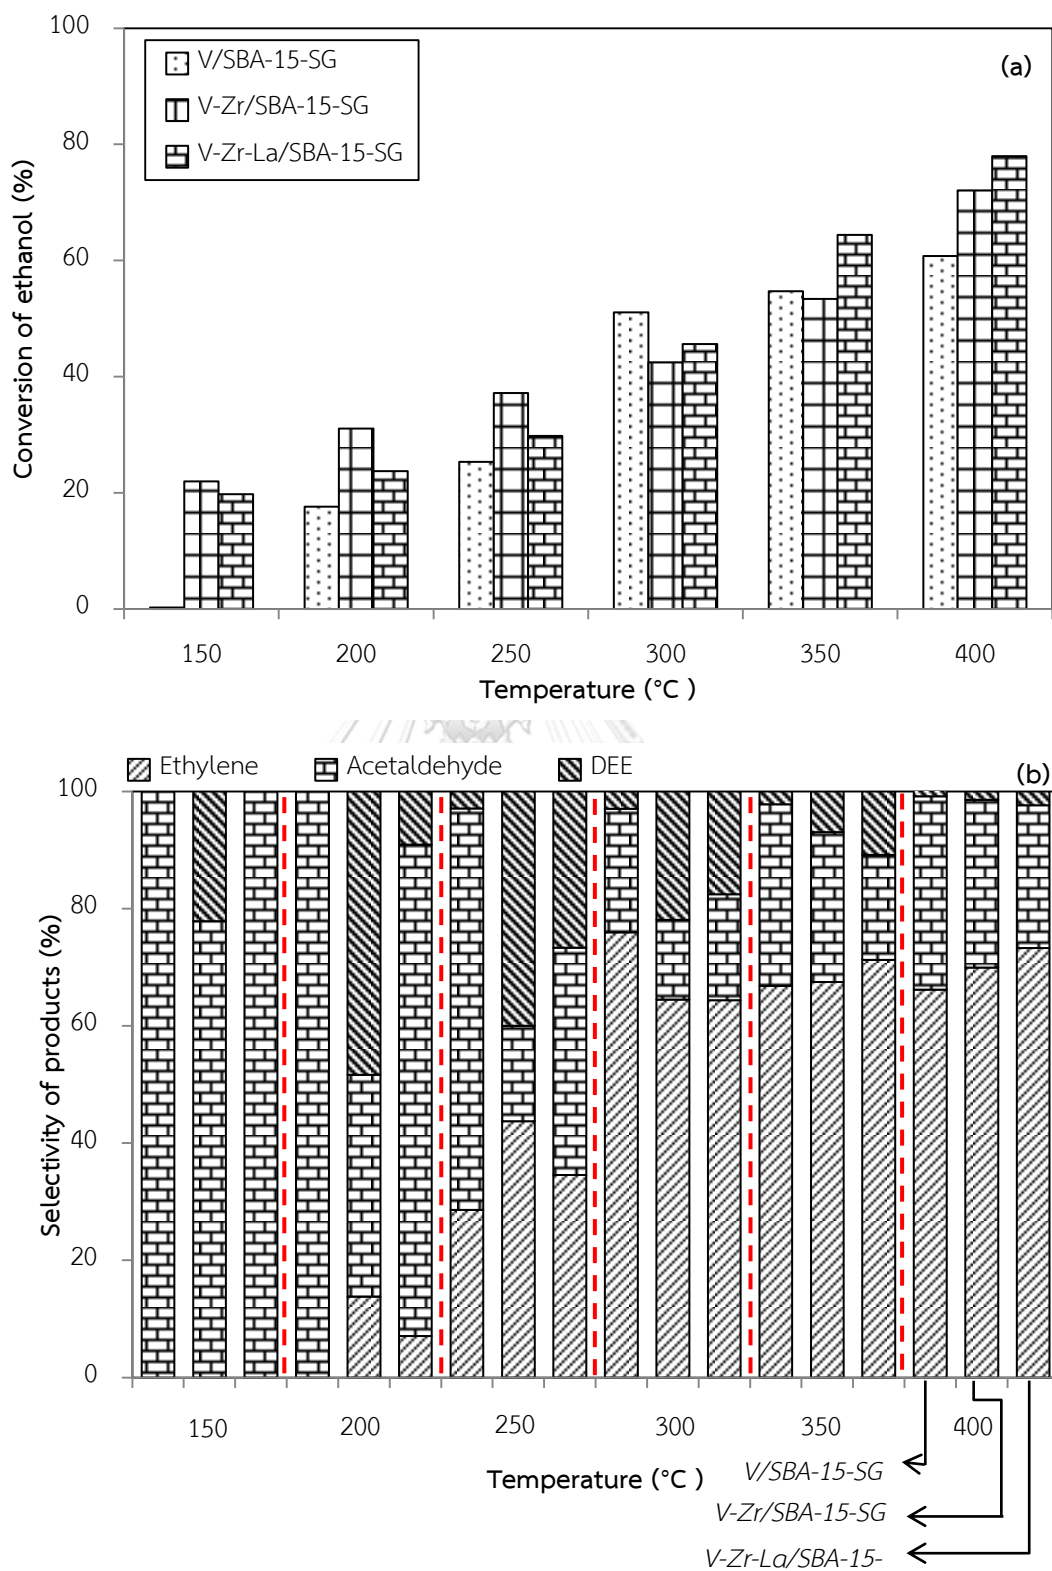 100
80
60
40
20
0
Conversion of ethanol (%)
V/SBA-15-SG
V-Zr/SBA-15-SG
V-Zr-La/SBA-15-SG
(a)
150 200 250 300 350 400
Temperature (°C )
Ethylene Acetaldehyde DEE
(b)
100
80
60
40
20
0
Selectivity of products (%)
150 200 250 300 350 400
Temperature (°C )
V/SBA-15-SG
V-Zr/SBA-15-SG
V-Zr-La/SBA-15-